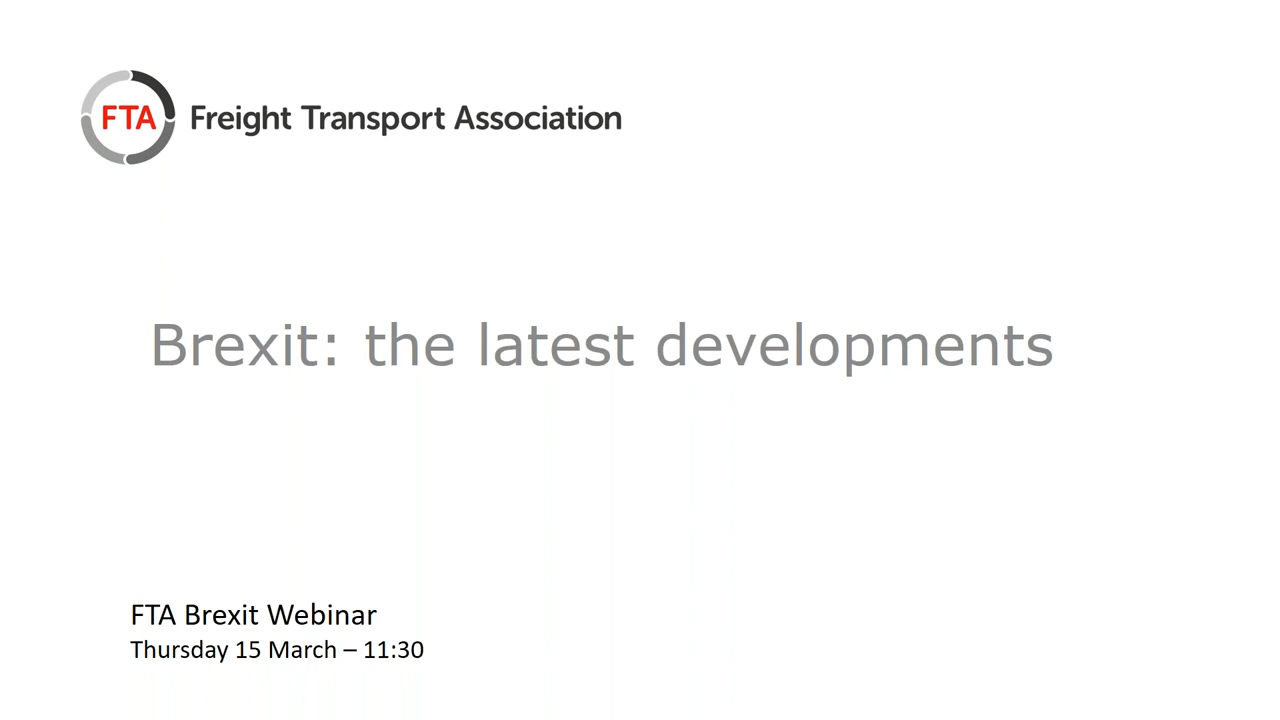 FTA Freight Transport Association
Brexit: the latest developments
FTA Brexit Webinar
Thursday 15 March – 11:30